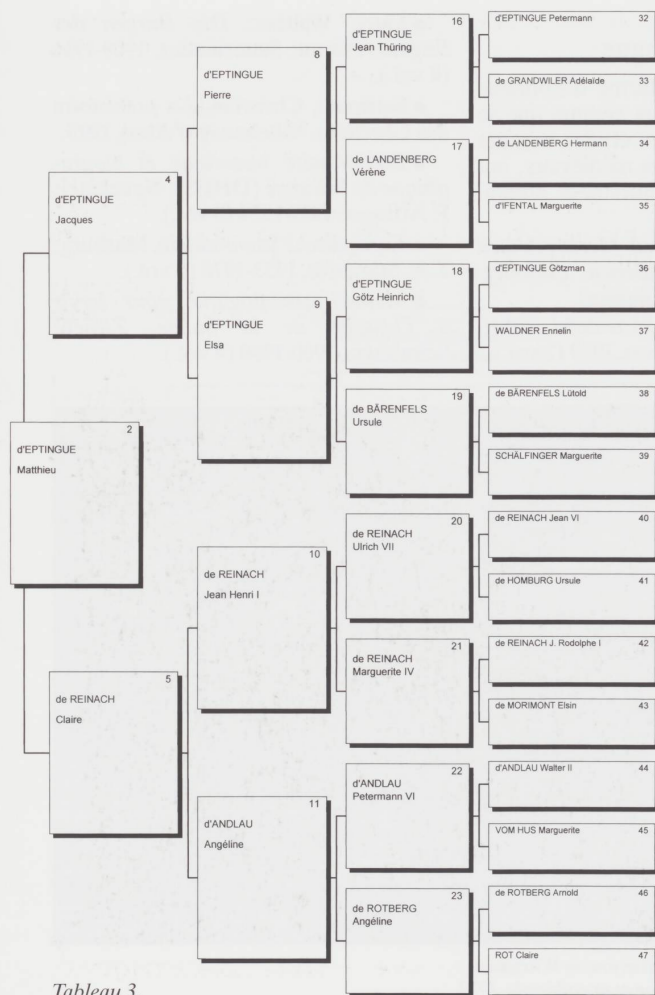 2
d'EPTINGUE
Matthieu
4
d'EPTINGUE
Jacques
5
de REINACH
Claire
8
d'EPTINGUE
Pierre
9
d'EPTINGUE
Elsa
10
de REINACH
Jean Henri I
11
d'ANDLAU
Angéline
16
d'EPTINGUE
Jean Thüring
17
de LANDENBERG
Vérène
18
d'EPTINGUE
Götz Heinrich
19
de BÄRENFELS
Ursule
20
de REINACH
Ulrich VII
21
de REINACH
Marguerite IV
22
d'ANDLAU
Petermann VI
23
de ROTBERG
Angéline
d'EPTINGUE Petermann 32
de GRANDWILER Adélaïde 33
de LANDENBERG Hermann 34
d'IFENTAL Marguerite 35
d'EPTINGUE Götzman 36
WALDNER Ennelin 37
de BÄRENFELS Lütold 38
SCHÄLFINGER Marguerite 39
de REINACH Jean VI 40
de HOMBURG Ursule 41
de REINACH J. Rodolphe I 42
de MORIMONT Elsin 43
d'ANDLAU Walter II 44
VOM HUS Marguerite 45
de ROTBERG Arnold 46
ROT Claire 47
Tableau 3